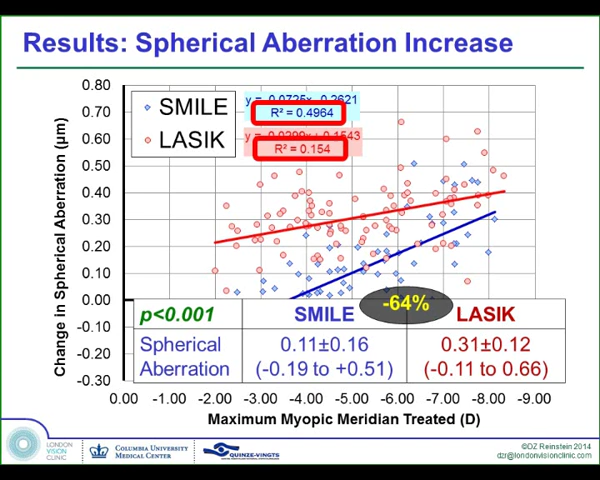 Results: Spherical Aberration Increase
Change in Spherical Aberration (µm)
0.80
0.70
0.60
0.50
0.40
0.30
0.20
0.10
0.00
-0.10
-0.20
-0.30
SMILE
LASIK
R² = 0.4964
R² = 0.154
-64%
p<0.001 SMILE LASIK
Spherical Aberration 0.11±0.16 (-0.19 to +0.51) 0.31±0.12 (-0.11 to 0.66)
0.00 -1.00 -2.00 -3.00 -4.00 -5.00 -6.00 -7.00 -8.00 -9.00
Maximum Myopic Meridian Treated (D)
LONDON
VISION
CLINIC
COLUMBIA UNIVERSITY
MEDICAL CENTER
QUINZE-VINGTS
©DZ Reinstein 2014
dzr@londonvisionclinic.com